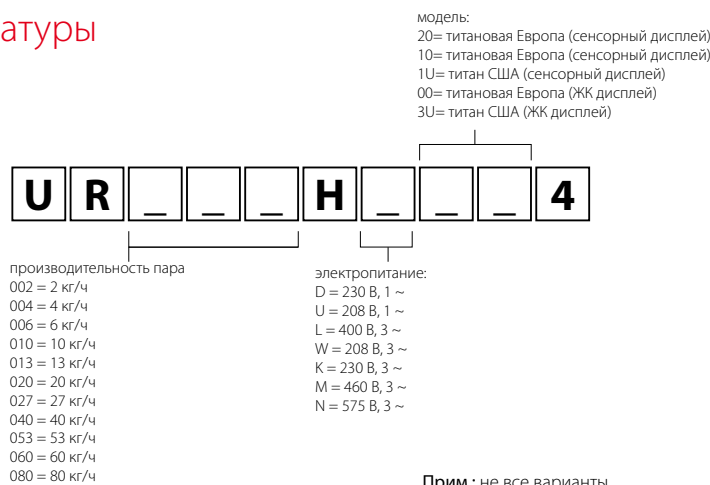 атуры
модель:
20= титановая Европа (сенсорный дисплей)
10= титановая Европа (сенсорный дисплей)
1U= титан США (сенсорный дисплей)
00= титановая Европа (ЖК дисплей)
3U= титан США (ЖК дисплей)
U R _ _ _ H _ _ _ 4
производительность пара
002 = 2 кг/ч
004 = 4 кг/ч
006 = 6 кг/ч
010 = 10 кг/ч
013 = 13 кг/ч
020 = 20 кг/ч
027 = 27 кг/ч
040 = 40 кг/ч
053 = 53 кг/ч
060 = 60 кг/ч
080 = 80 кг/ч
электропитание:
D = 230 В, 1 ~
U = 208 В, 1 ~
L = 400 В, 3 ~
W = 208 В, 3 ~
K = 230 В, 3 ~
M = 460 В, 3 ~
N = 575 В, 3 ~
Прим.: не все варианты